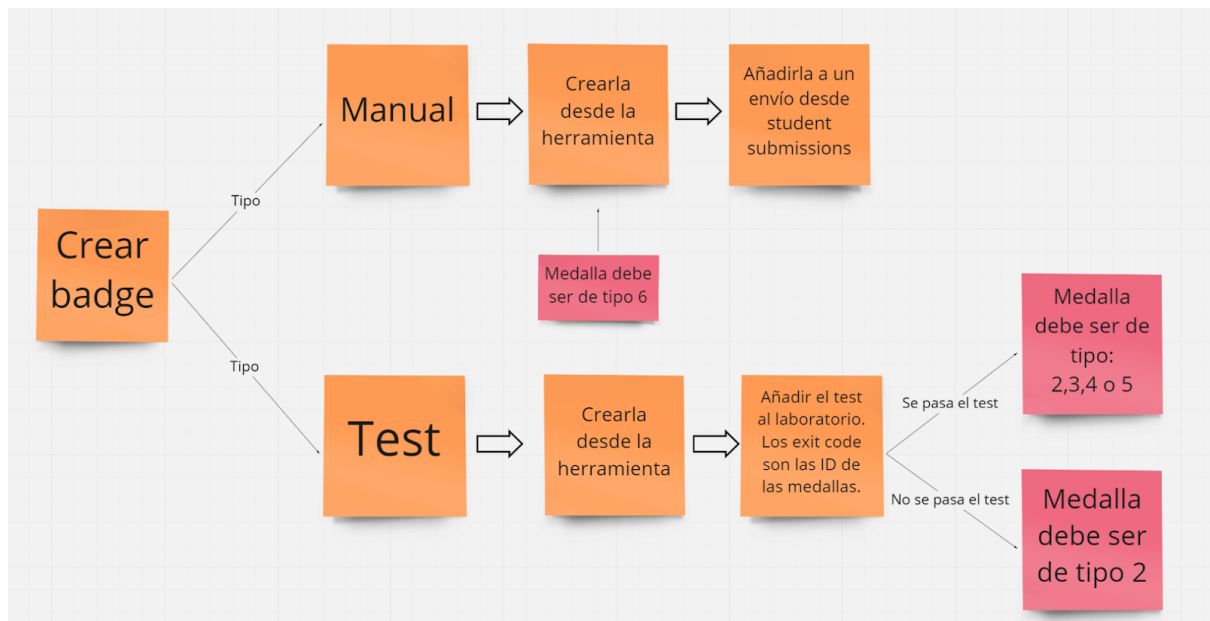 Manual
Crearla
desde la
herramienta
Añadirla a un
envío desde
student
submissions
Tipo
Crear
badge
Medalla debe
ser de tipo 6
Tipo
Test
Crearla
desde la
herramienta
Añadir el test
al laboratorio.
Los exit code
son las ID de
las medallas.
Se pasa el test
Medalla
debe ser de
tipo:
2,3,4 o 5
No se pasa el test
Medalla
debe ser
de tipo 2